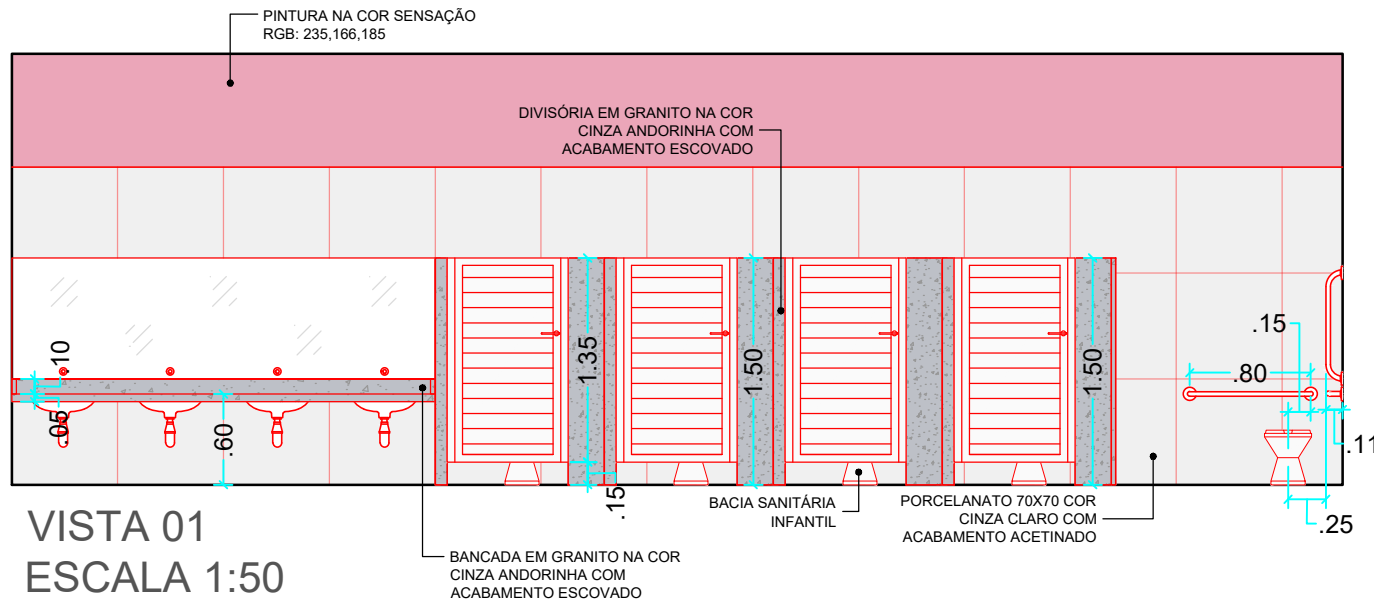 PINTURA NA COR SENSAÇÃO
RGB: 235,166,185
DIVISÓRIA EM GRANITO NA COR
CINZA ANDORINHA COM
ACABAMENTO ESCOVADO
.10
.05
.60
1.35
.15
1.50
1.50
.15
.80
.11
.25
BACIA SANITÁRIA
INFANTIL
PORCELANATO 70X70 COR
CINZA CLARO COM
ACABAMENTO ACETINADO
BANCADA EM GRANITO NA COR
CINZA ANDORINHA COM
ACABAMENTO ESCOVADO
VISTA 01
ESCALA 1:50